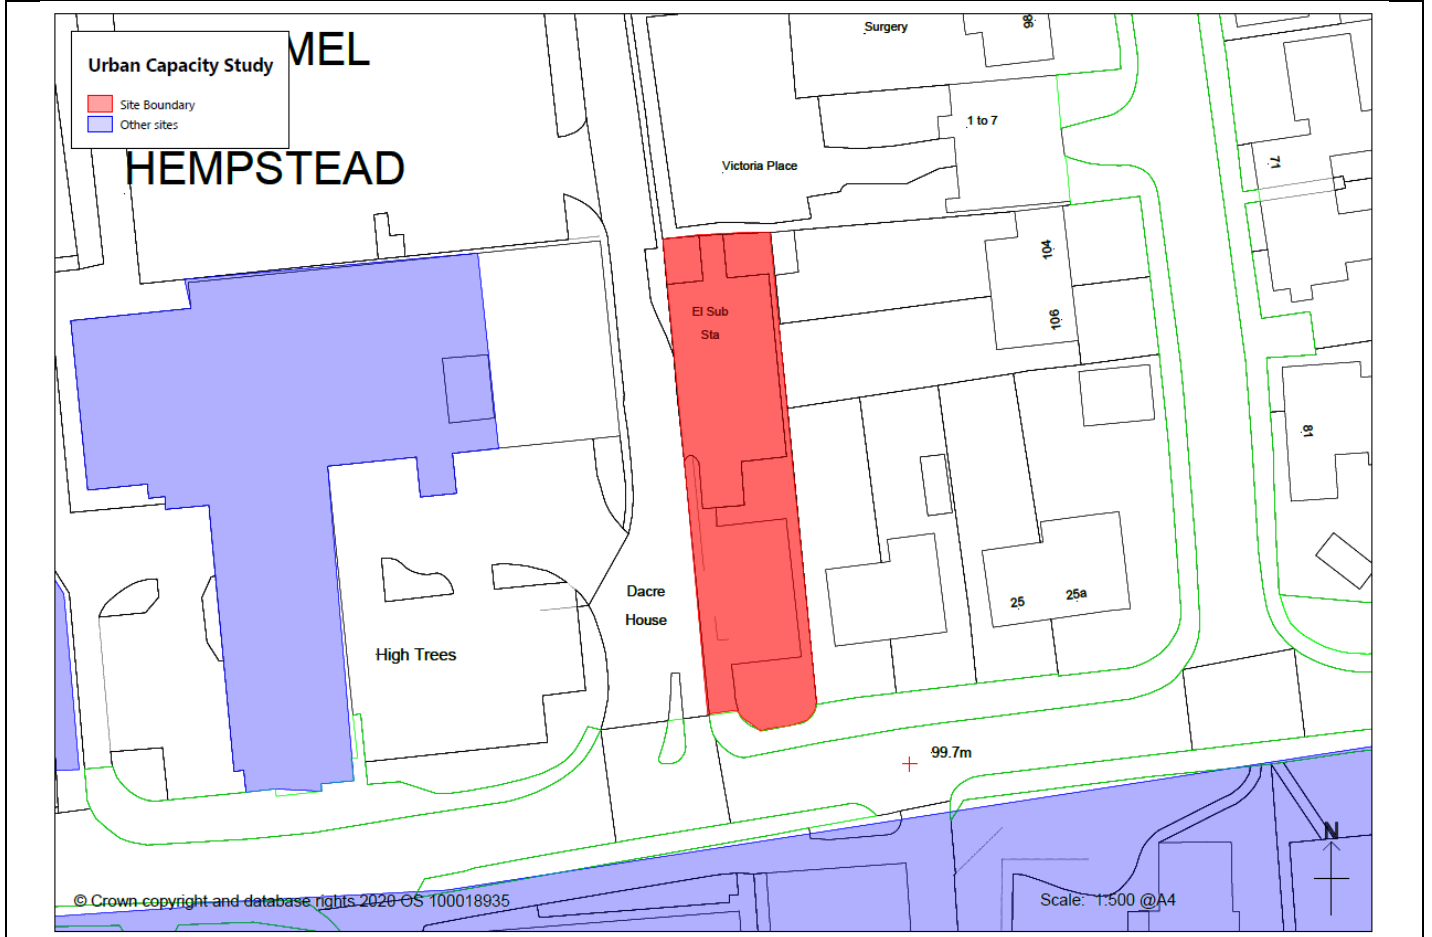 MEL
Urban Capacity Study
Site Boundary
Other sites
HEMPSTEAD
Surgery
98
1 to 7
Victoria Place
71
104
106
El Sub
Sta
81
Dacre
House
25
25a
High Trees
99.7m
N
© Crown copyright and database rights 2020 OS 100018935
Scale: 1:500 @A4